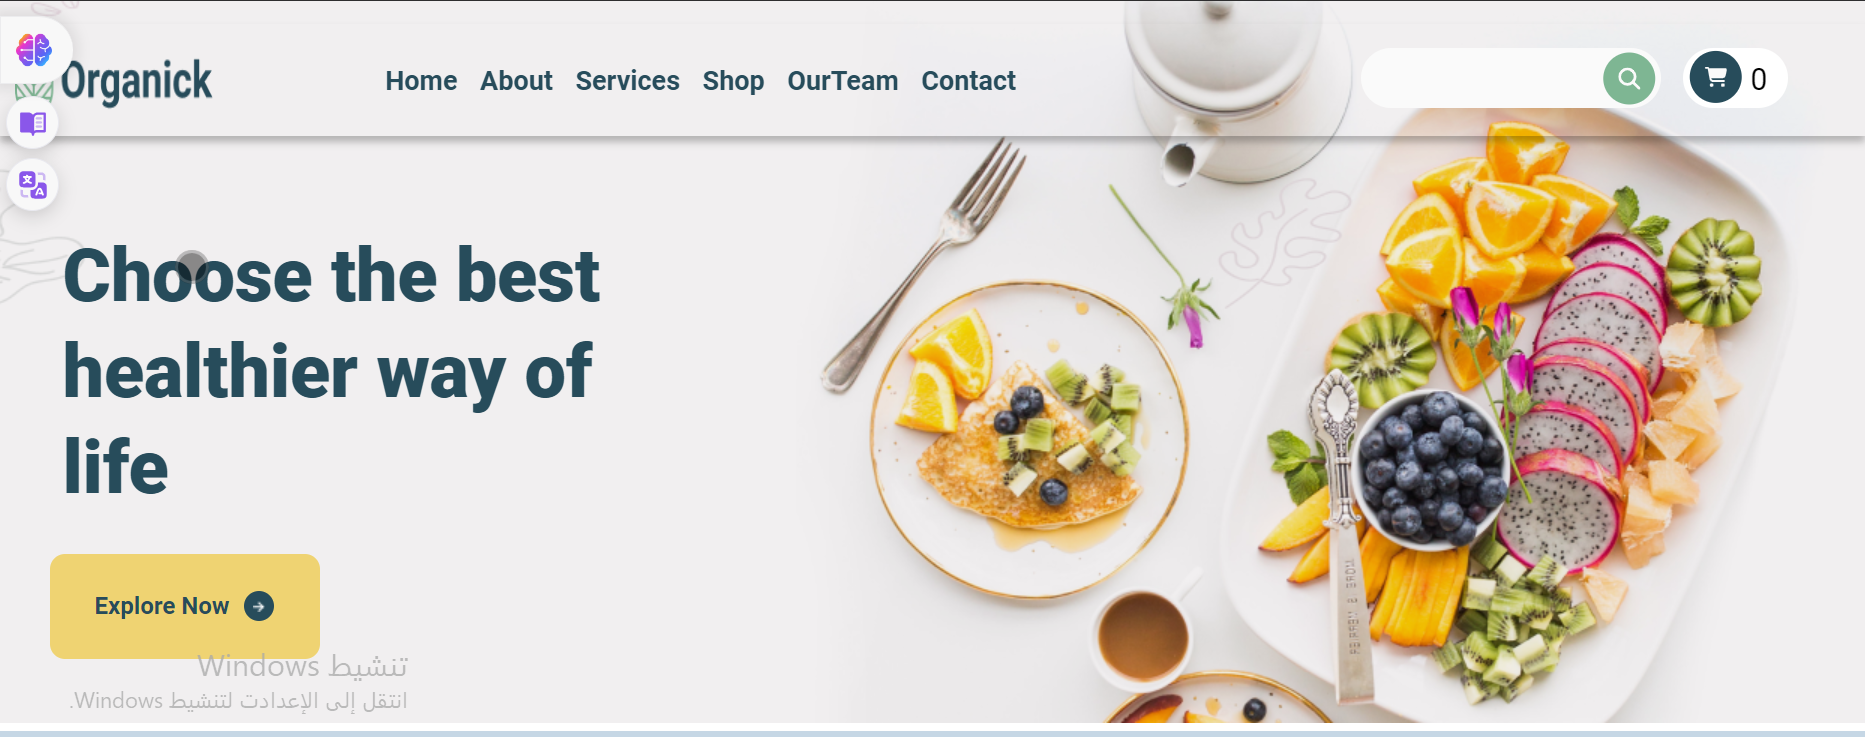 Organick
Home About Services Shop OurTeam Contact
0
Choose the best
healthier way of
life
Explore Now
تنشيط Windows
انتقل إلى الإعدادت لتنشيط Windows.